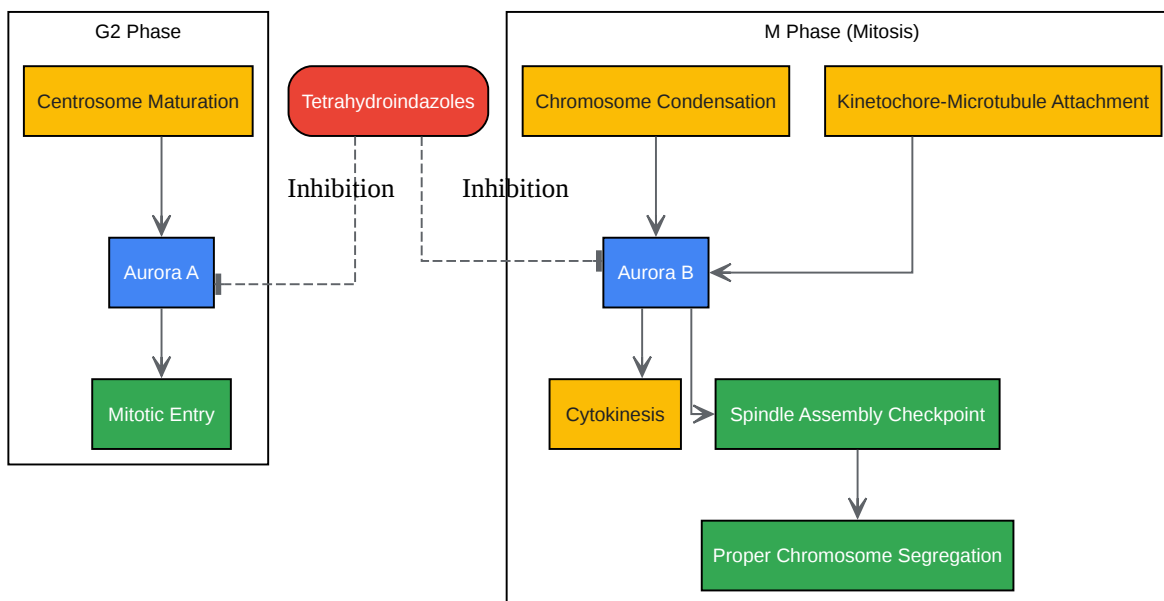 G2 Phase
M Phase (Mitosis)
Centrosome Maturation
Tetrahydroindazoles
Chromosome Condensation
Kinetochore-Microtubule Attachment
Inhibition
Inhibition
Aurora A
Aurora B
Mitotic Entry
Cytokinesis
Spindle Assembly Checkpoint
Proper Chromosome Segregation